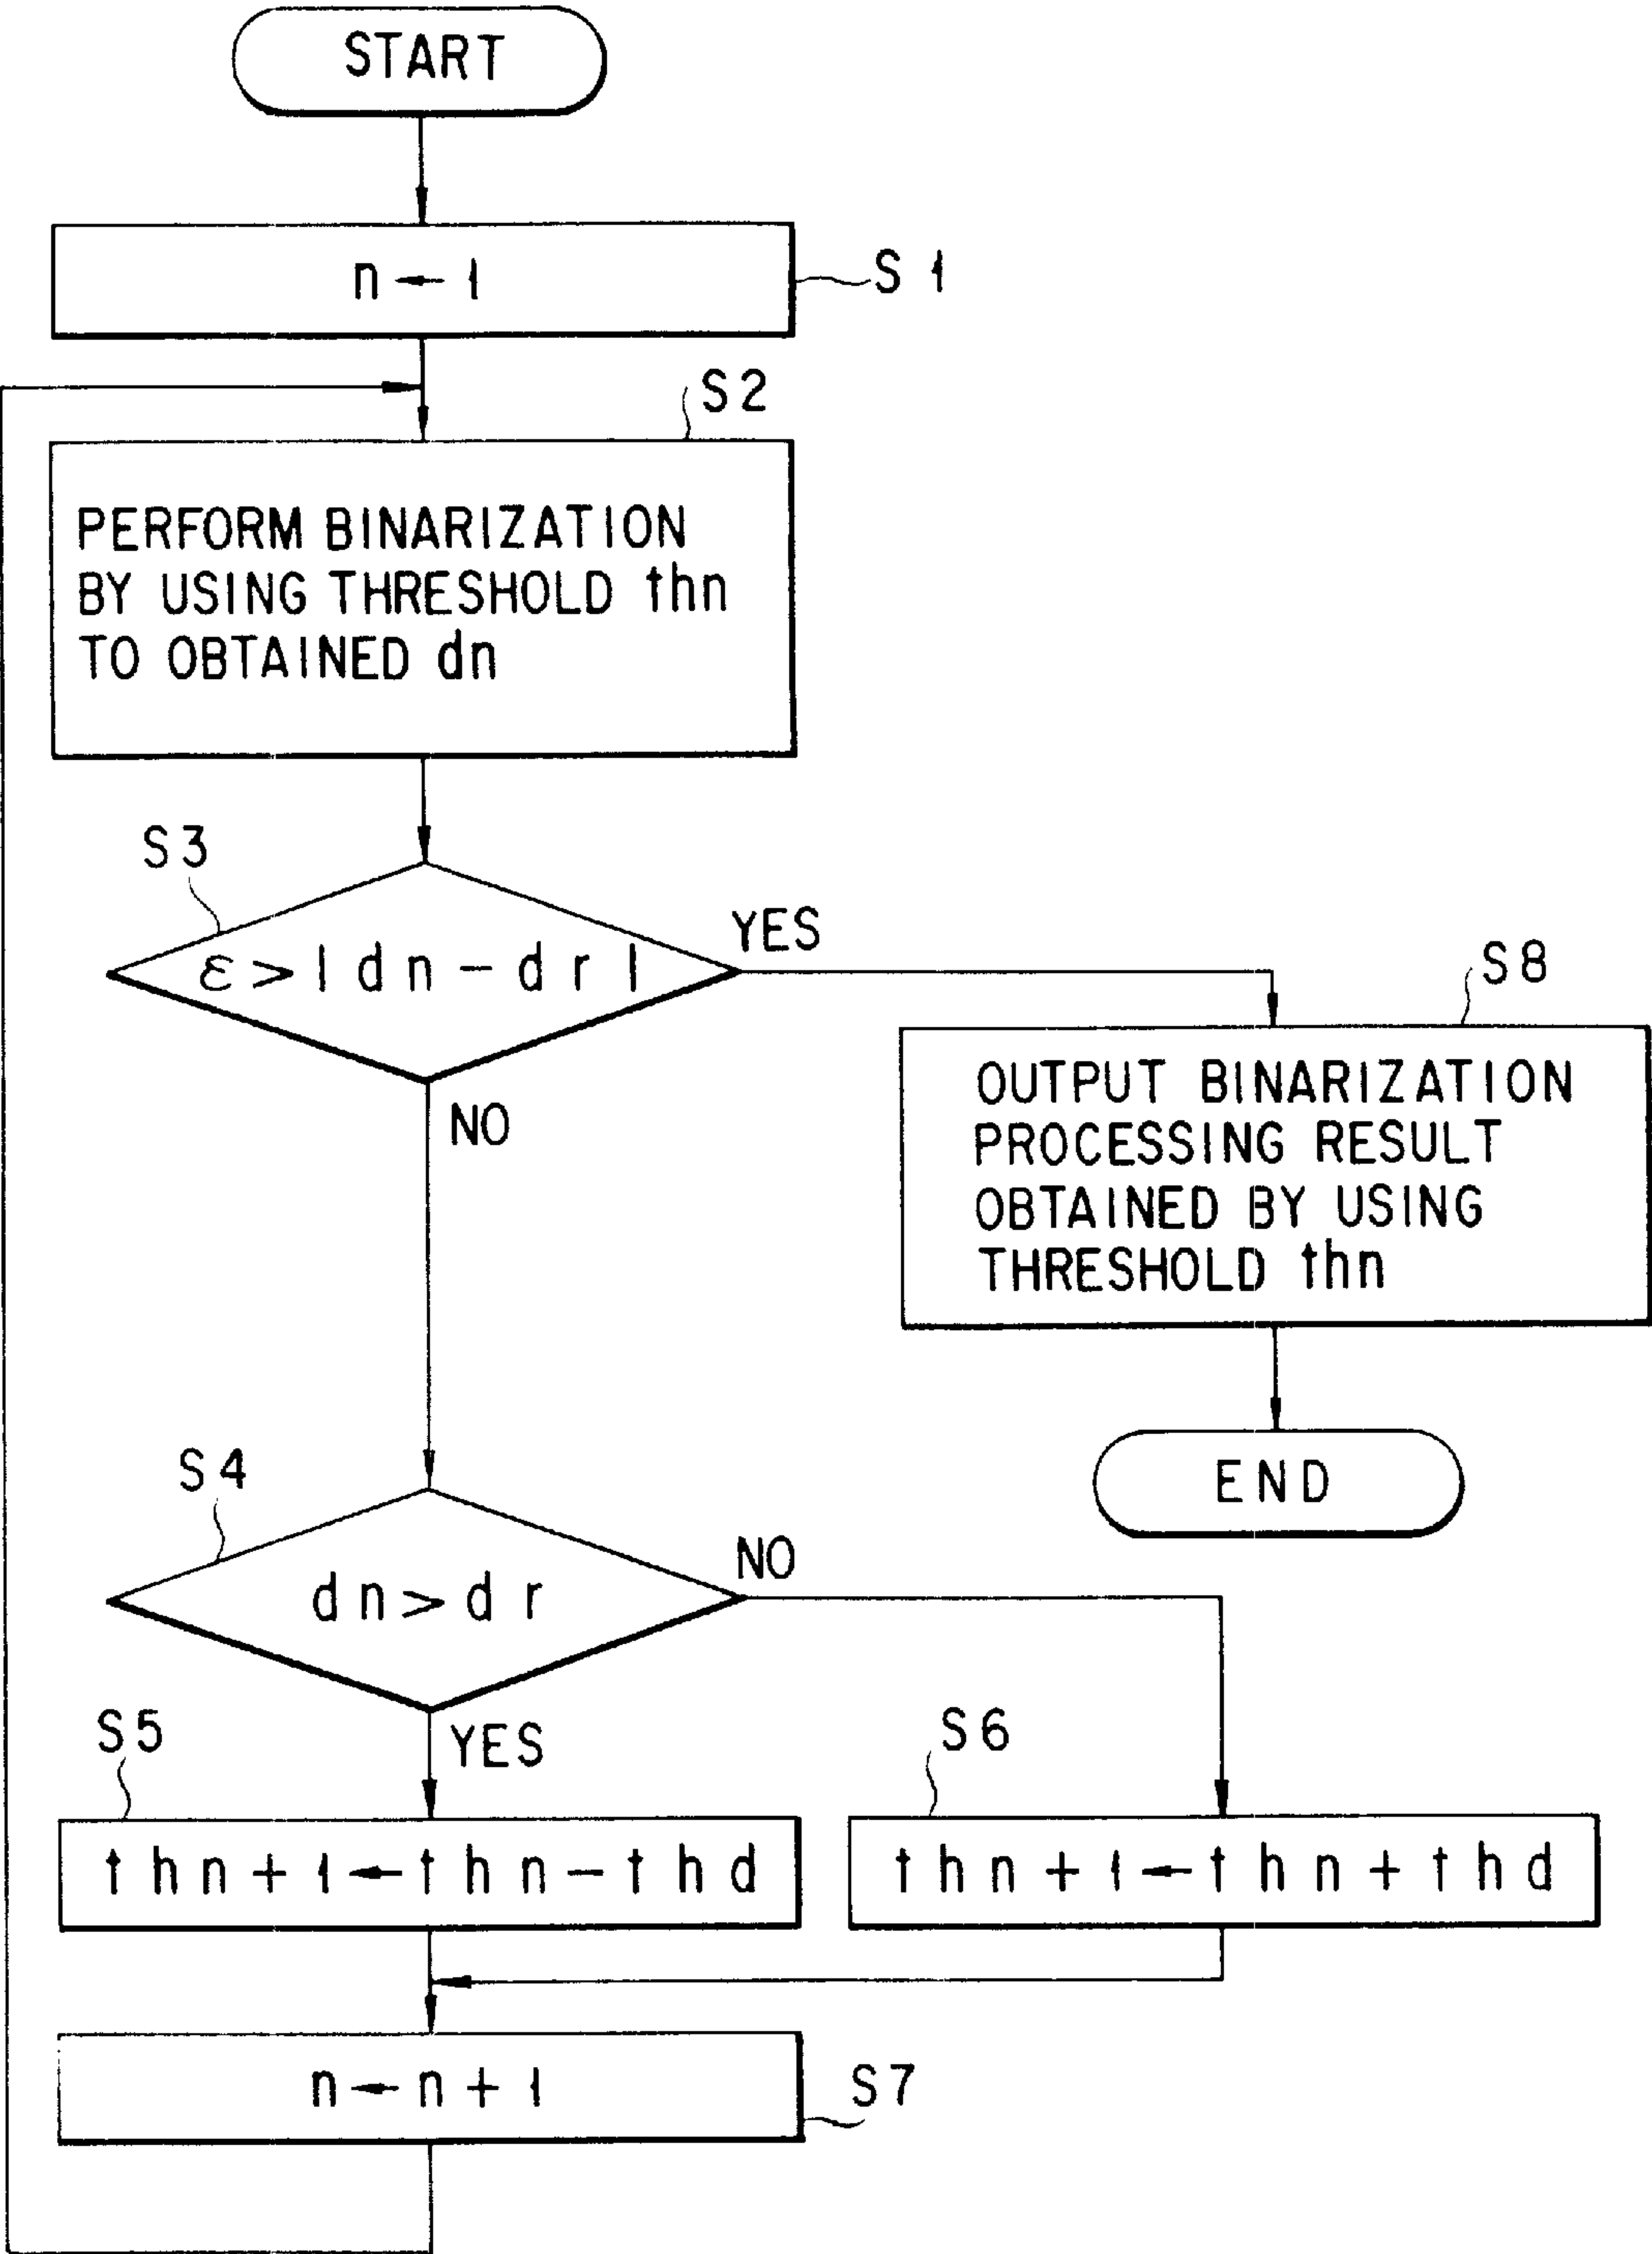 START
n ← 1
S1
S2
PERFORM BINARIZATION
BY USING THRESHOLD thn
TO OBTAINED dn
S3
ε > | dn - dr |
YES
NO
S8
OUTPUT BINARIZATION
PROCESSING RESULT
OBTAINED BY USING
THRESHOLD thn
END
S4
dn > dr
NO
YES
S5
thn + 1 ← thn - thd
S6
thn + 1 ← thn + thd
n ← n + 1
S7